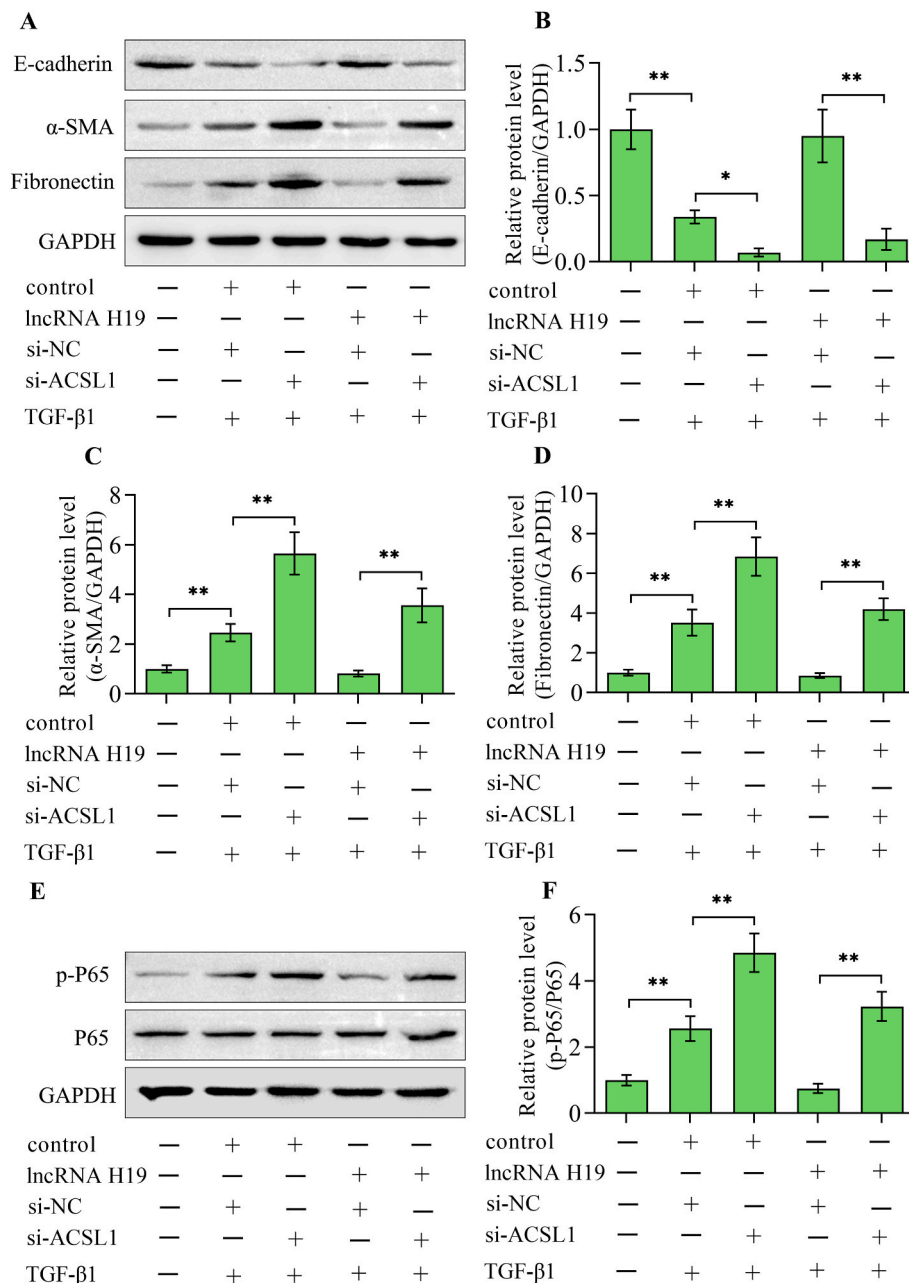 A
E-cadherin
α-SMA
Fibronectin
GAPDH
control — + + — —
lncRNA H19 — — — + +
si-NC — + — + —
si-ACSL1 — — + — +
TGF-β1 — + + + +
B
Relative protein level
(E-cadherin/GAPDH)
1.5
1.0
0.5
0.0
** * **
control — + + — —
lncRNA H19 — — — + +
si-NC — + — + —
si-ACSL1 — — + — +
TGF-β1 — + + + +
C
Relative protein level
(α-SMA/GAPDH)
8
6
4
2
0
** ** **
control — + + — —
lncRNA H19 — — — + +
si-NC — + — + —
si-ACSL1 — — + — +
TGF-β1 — + + + +
D
Relative protein level
(Fibronectin/GAPDH)
10
8
6
4
2
0
** ** **
control — + + — —
lncRNA H19 — — — + +
si-NC — + — + —
si-ACSL1 — — + — +
TGF-β1 — + + + +
E
p-P65
P65
GAPDH
control — + + — —
lncRNA H19 — — — + +
si-NC — + — + —
si-ACSL1 — — + — +
TGF-β1 — + + + +
F
Relative protein level
(p-P65/P65)
6
4
2
0
** ** **
control — + + — —
lncRNA H19 — — — + +
si-NC — + — + —
si-ACSL1 — — + — +
TGF-β1 — + + + +